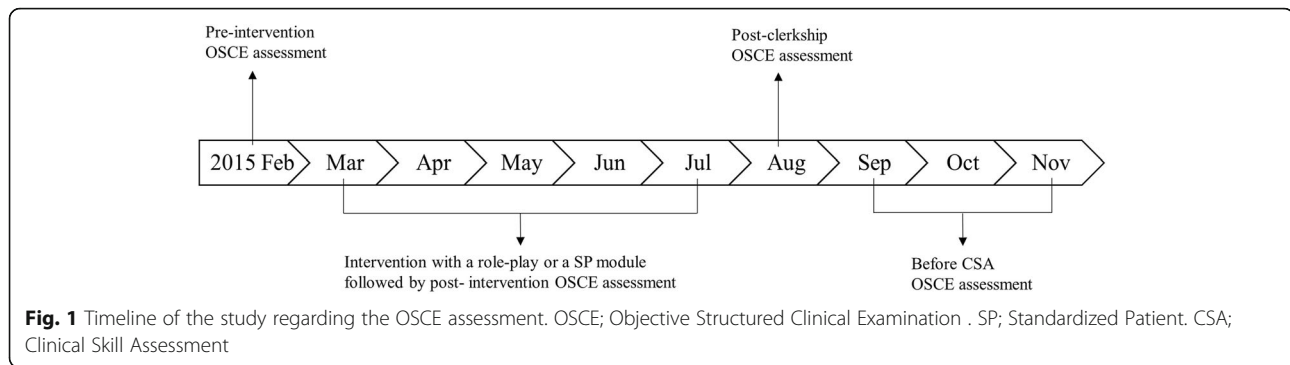 Pre-intervention
OSCE assessment
Post-clerkship
OSCE assessment
2015 Feb Mar Apr May Jun Jul Aug Sep Oct Nov
Intervention with a role-play or a SP module
followed by post- intervention OSCE assessment
Before CSA
OSCE assessment
Fig. 1 Timeline of the study regarding the OSCE assessment. OSCE; Objective Structured Clinical Examination . SP; Standardized Patient. CSA;
Clinical Skill Assessment